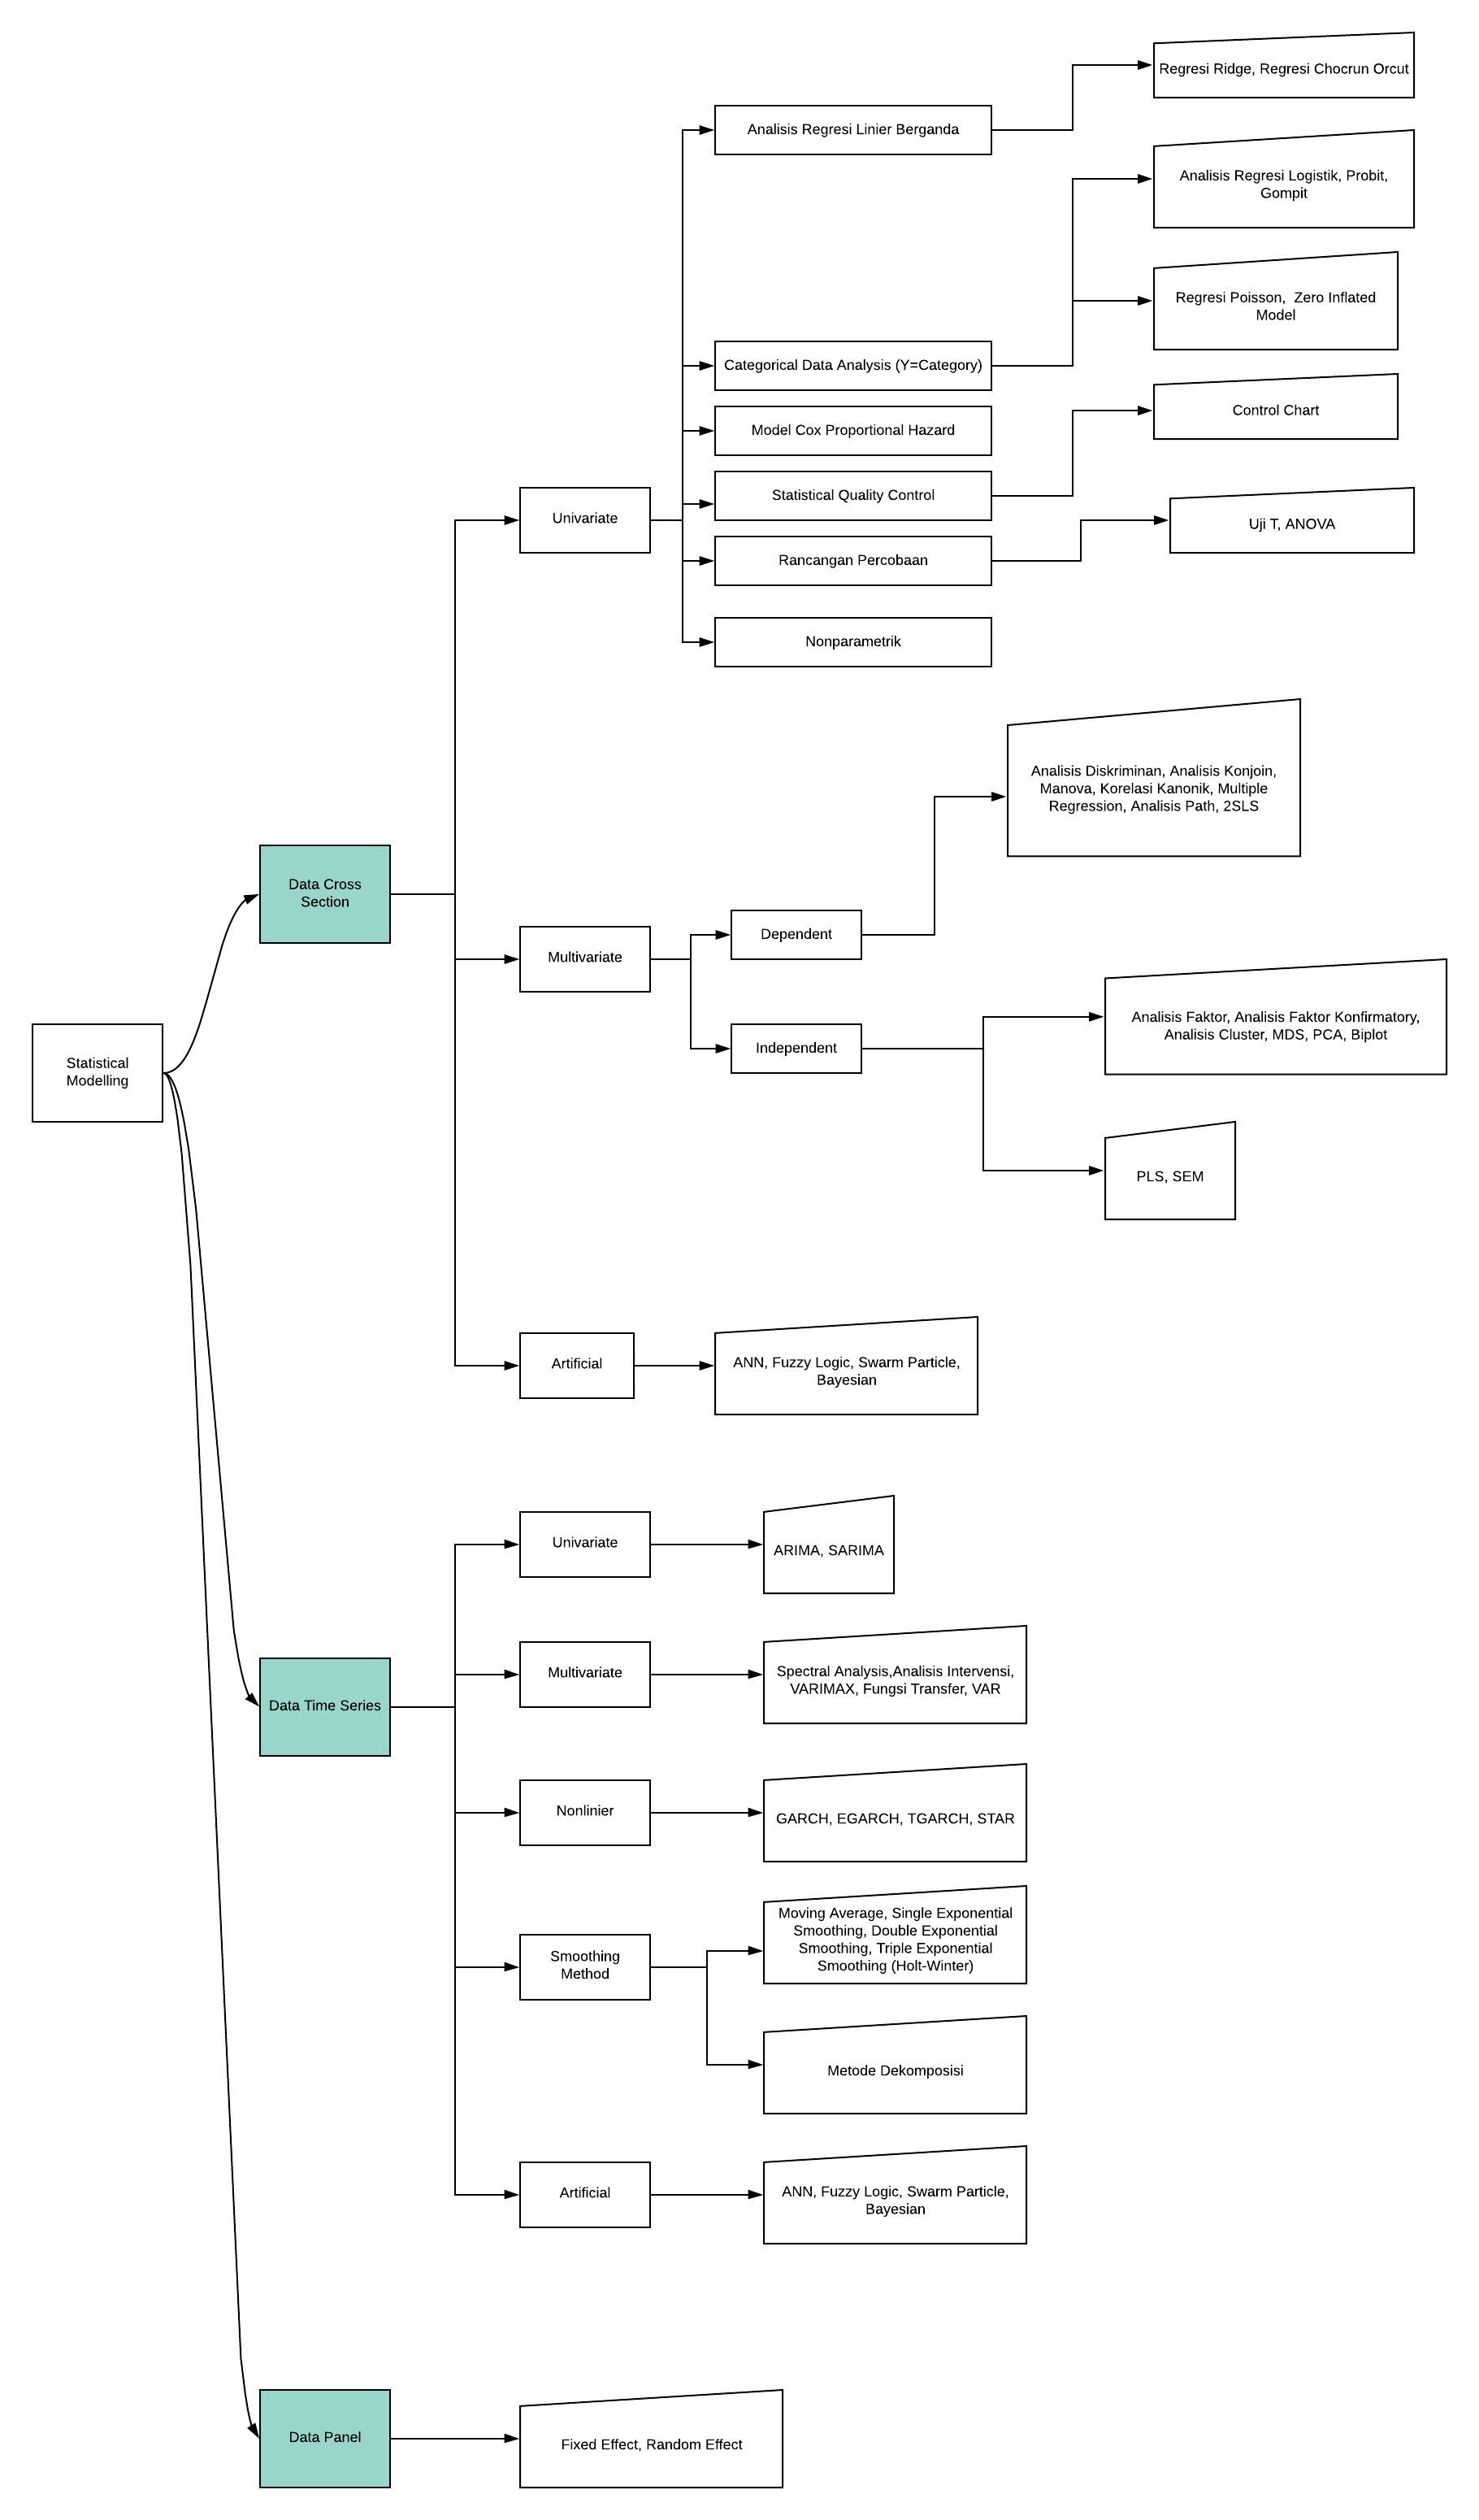 Regresi Ridge, Regresi Chocrun Orcut
Analisis Regresi Linier Berganda
Analisis Regresi Logistik, Probit,
Gompit
Regresi Poisson,  Zero Inflated
Model
Categorical Data Analysis (Y=Category)
Control Chart
Model Cox Proportional Hazard
Statistical Quality Control
Univariate
Uji T, ANOVA
Rancangan Percobaan
Nonparametrik
Analisis Diskriminan, Analisis Konjoin,
Manova, Korelasi Kanonik, Multiple
Regression, Analisis Path, 2SLS
Data Cross
Section
Dependent
Multivariate
Analisis Faktor, Analisis Faktor Konfirmatory,
Analisis Cluster, MDS, PCA, Biplot
Independent
Statistical
Modelling
PLS, SEM
Artificial
ANN, Fuzzy Logic, Swarm Particle,
Bayesian
Univariate
ARIMA, SARIMA
Multivariate
Spectral Analysis,Analisis Intervensi,
VARIMAX, Fungsi Transfer, VAR
Data Time Series
Nonlinier
GARCH, EGARCH, TGARCH, STAR
Moving Average, Single Exponential
Smoothing, Double Exponential
Smoothing, Triple Exponential
Smoothing (Holt-Winter)
Smoothing
Method
Metode Dekomposisi
Artificial
ANN, Fuzzy Logic, Swarm Particle,
Bayesian
Data Panel
Fixed Effect, Random Effect